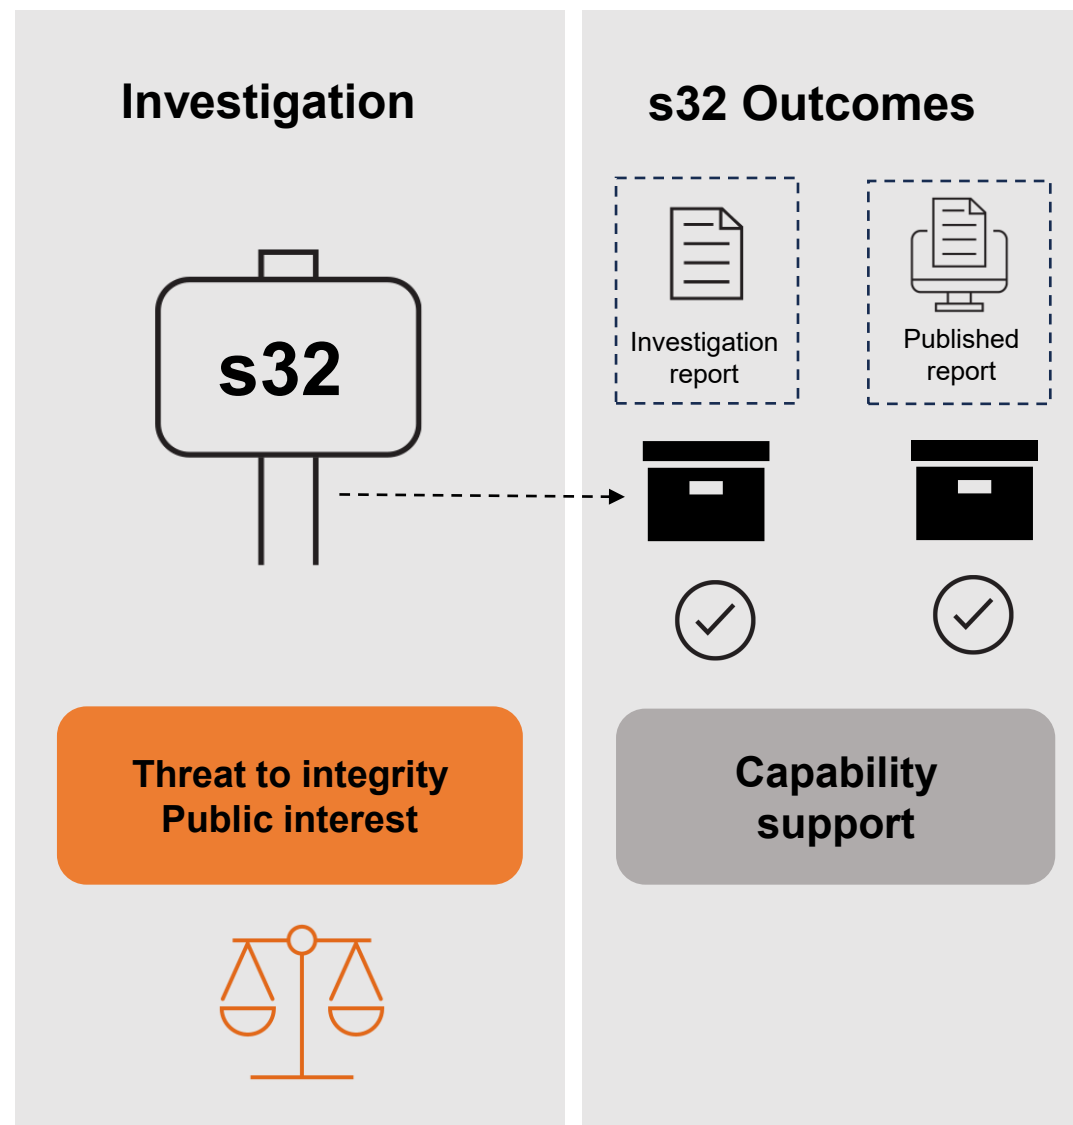 Investigation
s32
Threat to integrity
Public interest
s32 Outcomes
Investigation
report
Published
report
Capability
support